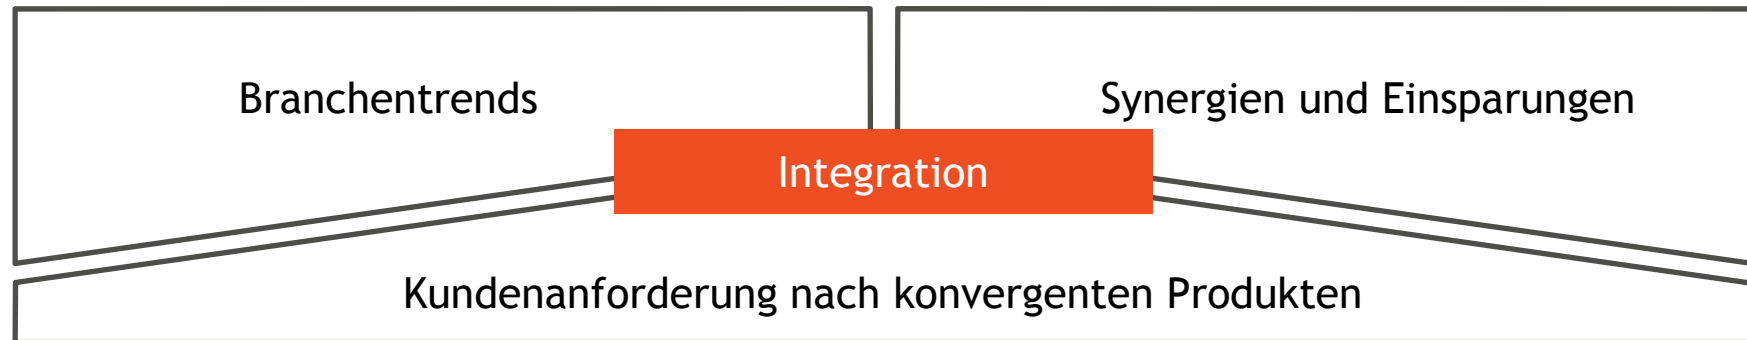 Branchentrends
Synergien und Einsparungen
Integration
Kundenanforderung nach konvergenten Produkten